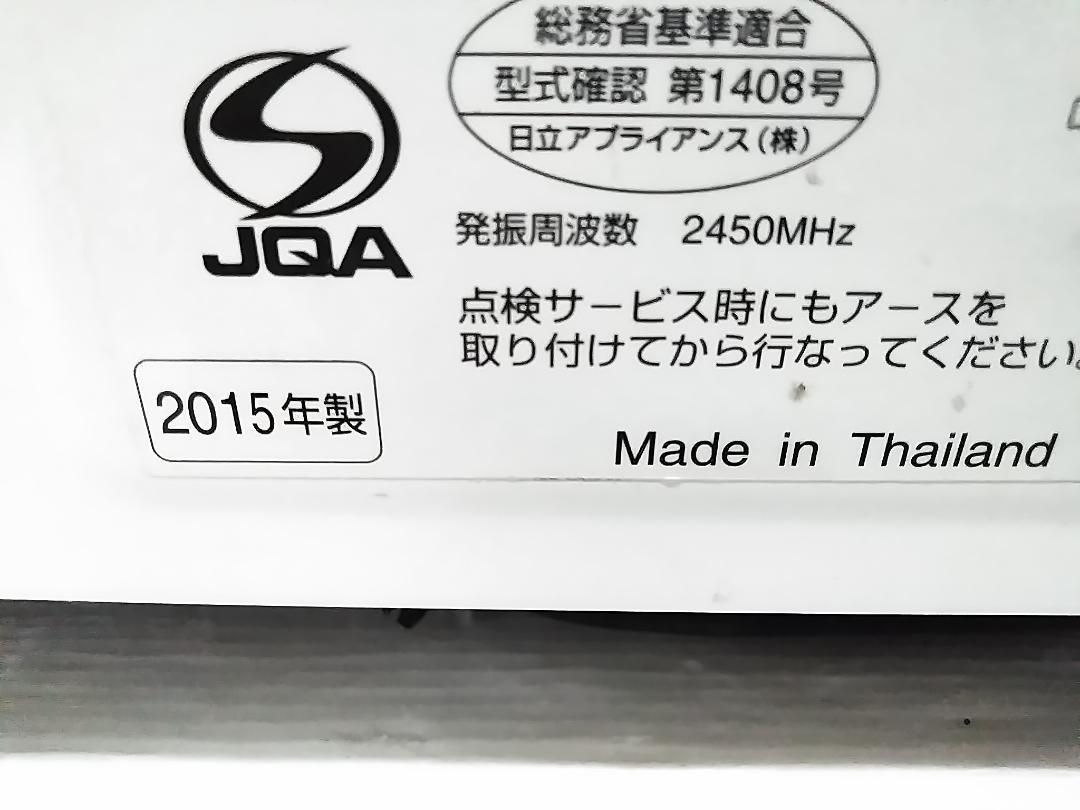 総務省基準適合
型式確認 第1408号
日立アプライアンス(株)
JQA
発振周波数 2450MHz
点検サービス時にもアースを
取り付けてから行なってください。
2015年製
Made in Thailand